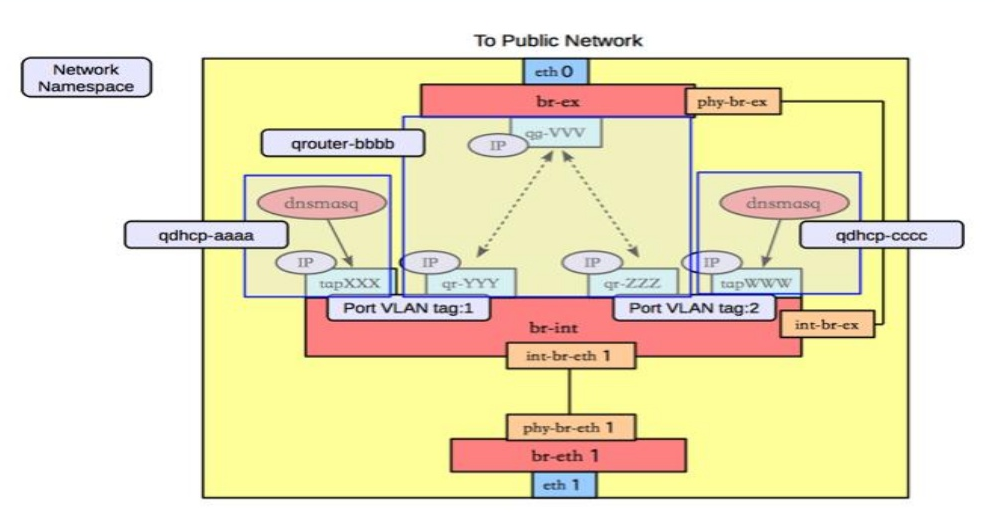 To Public Network
Network
Namespace
eth 0
br-ex
phy-br-ex
qg-VVV
IP
qrouter-bbbb
dnsmasq
dnsmasq
qdhcp-aaaa
qdhcp-cccc
IP
IP
IP
IP
tapXXX
qr-YYY
qr-ZZZ
tapWWW
Port VLAN tag:1
Port VLAN tag:2
br-int
int-br-ex
int-br-eth 1
phy-br-eth 1
br-eth 1
eth 1